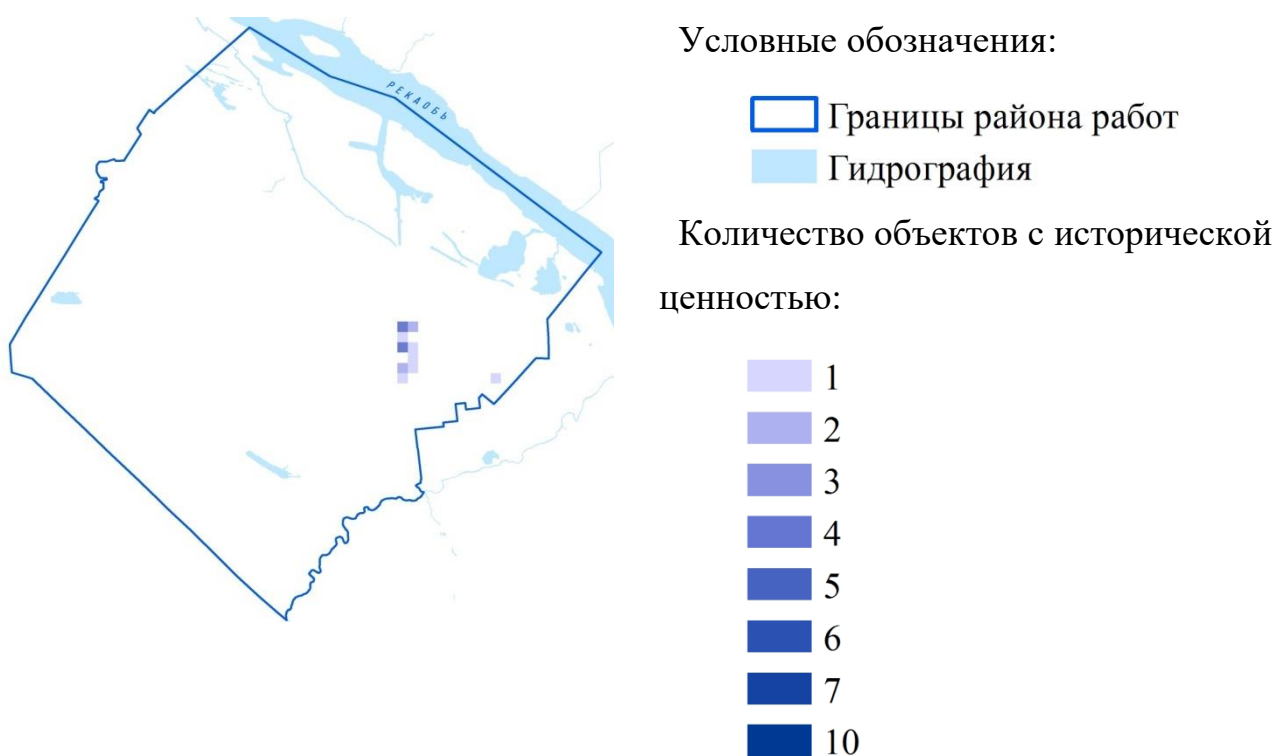 РЕКА ОБЬ
Условные обозначения:
Границы района работ
Гидрография
Количество объектов с исторической
ценностью:
1
2
3
4
5
6
7
10